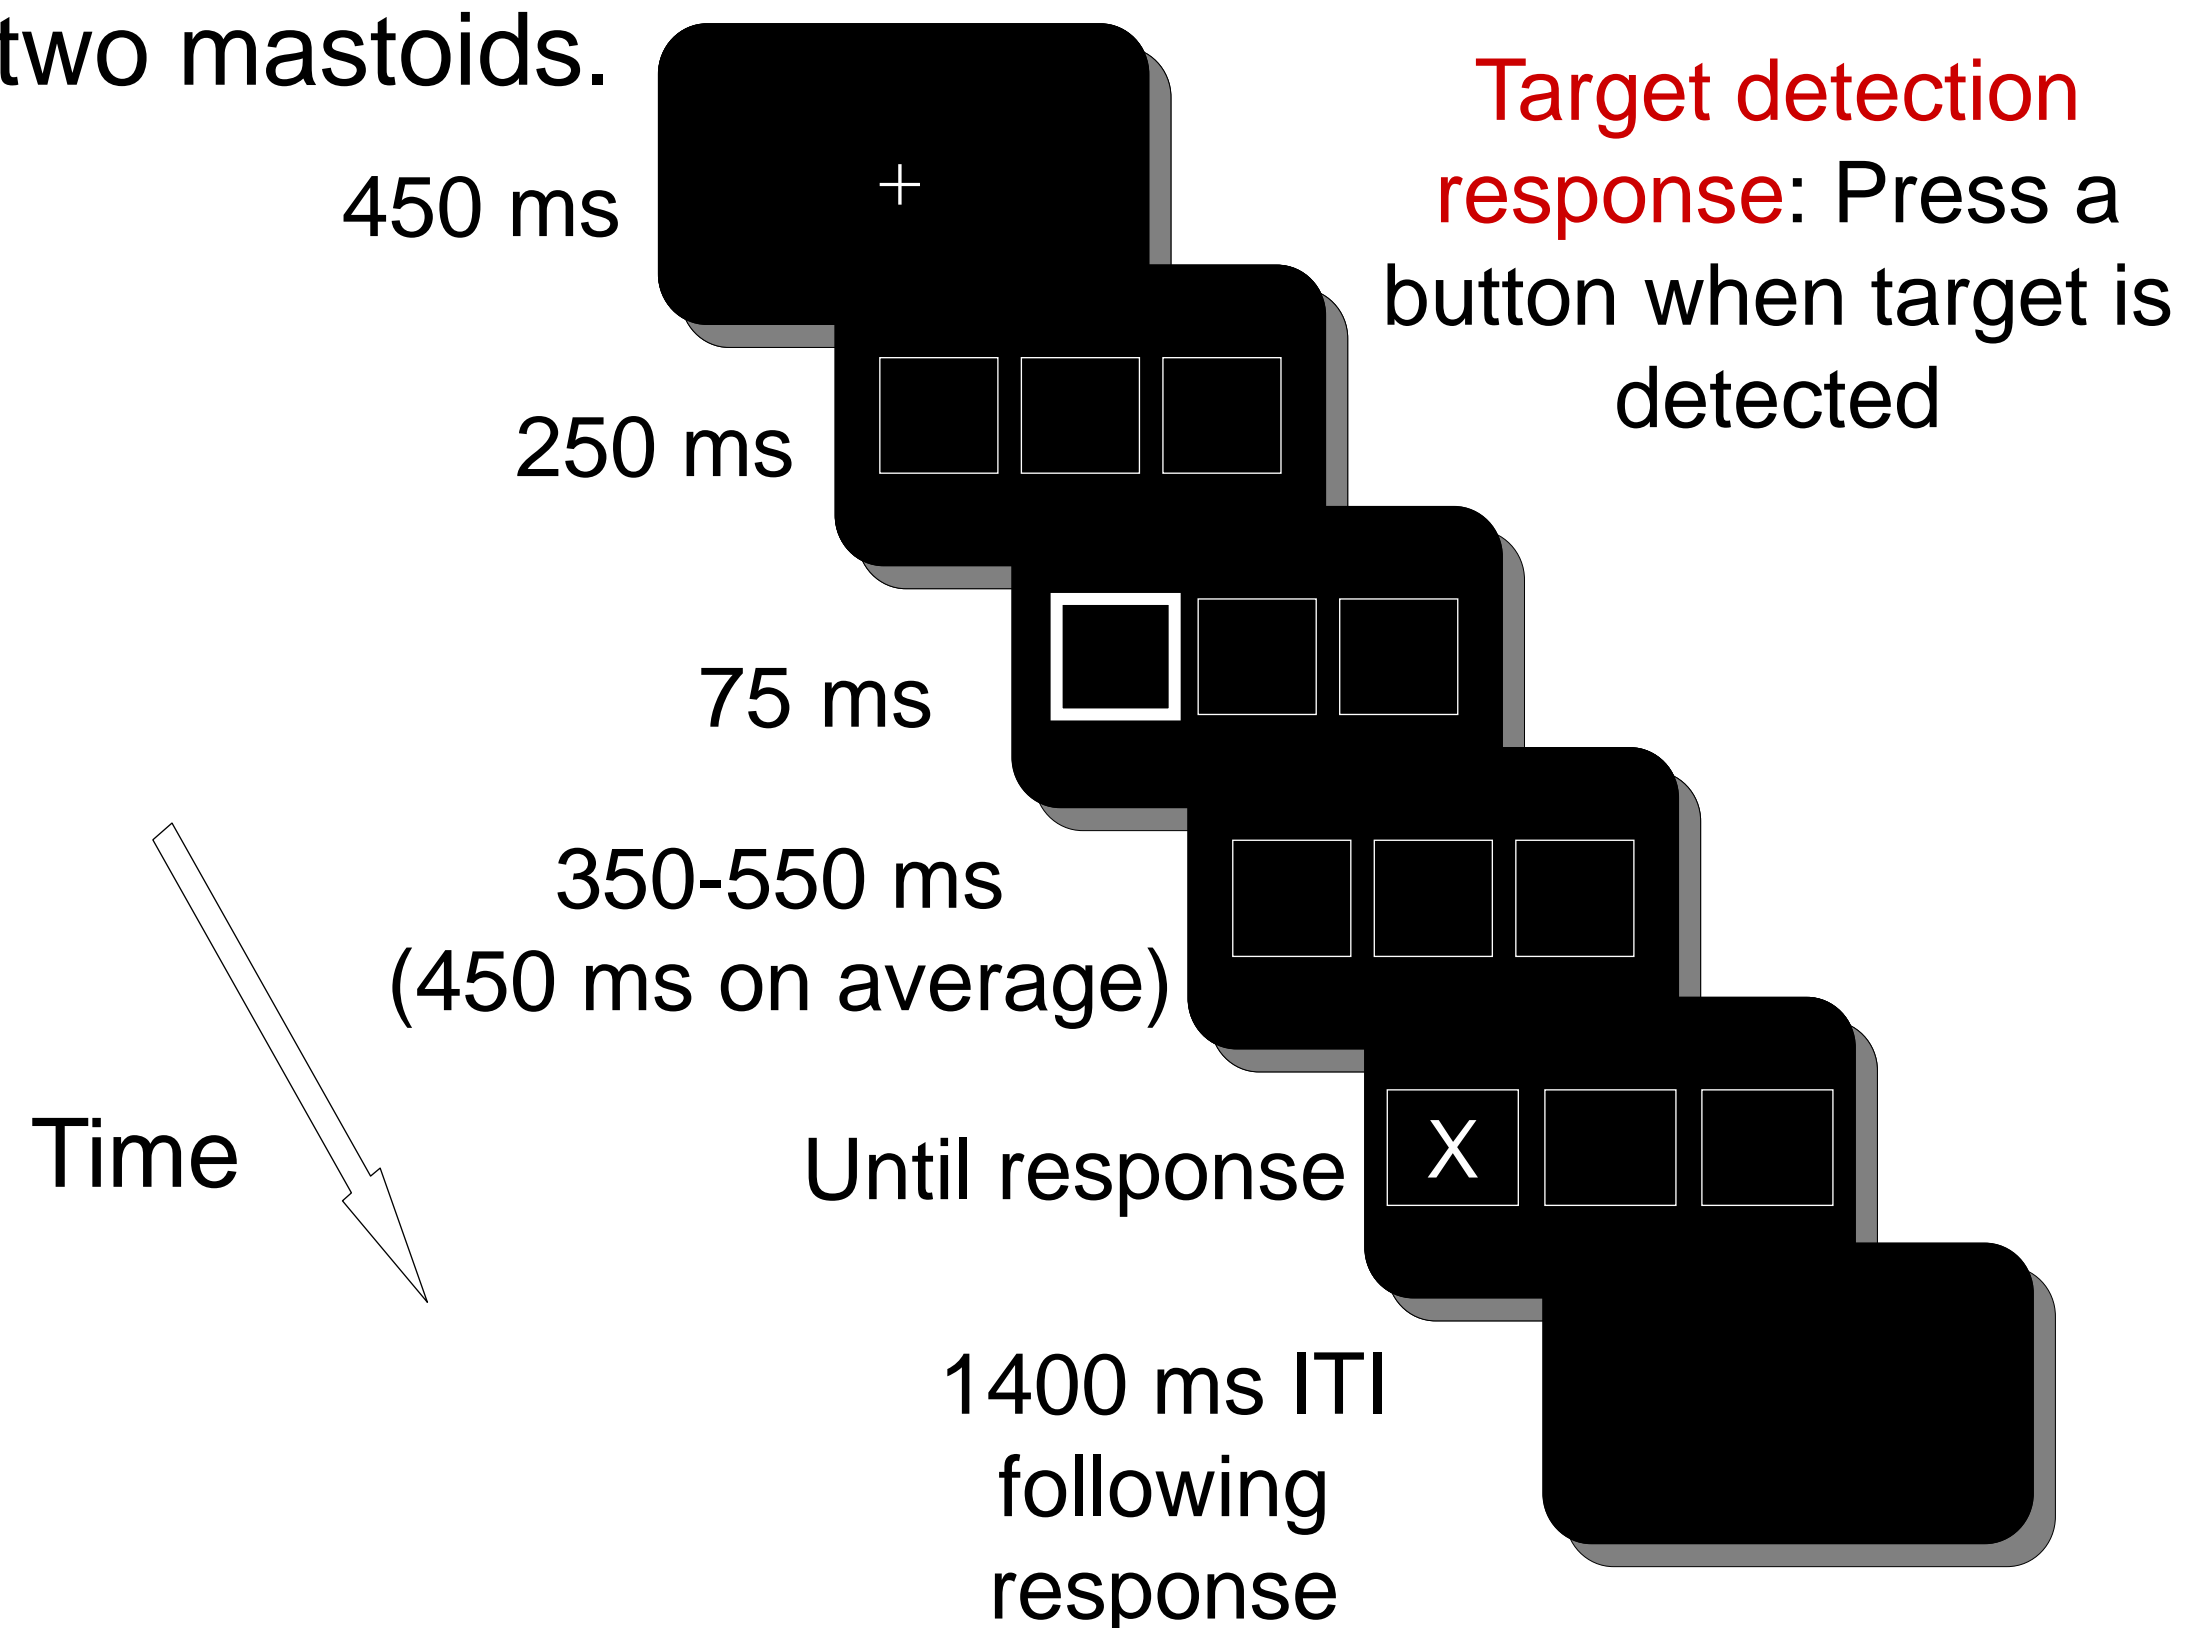 two mastoids.
Target detection
response: Press a
button when target is
detected
450 ms
250 ms
75 ms
350-550 ms
(450 ms on average)
Time
Until response
X
1400 ms ITI
following
response